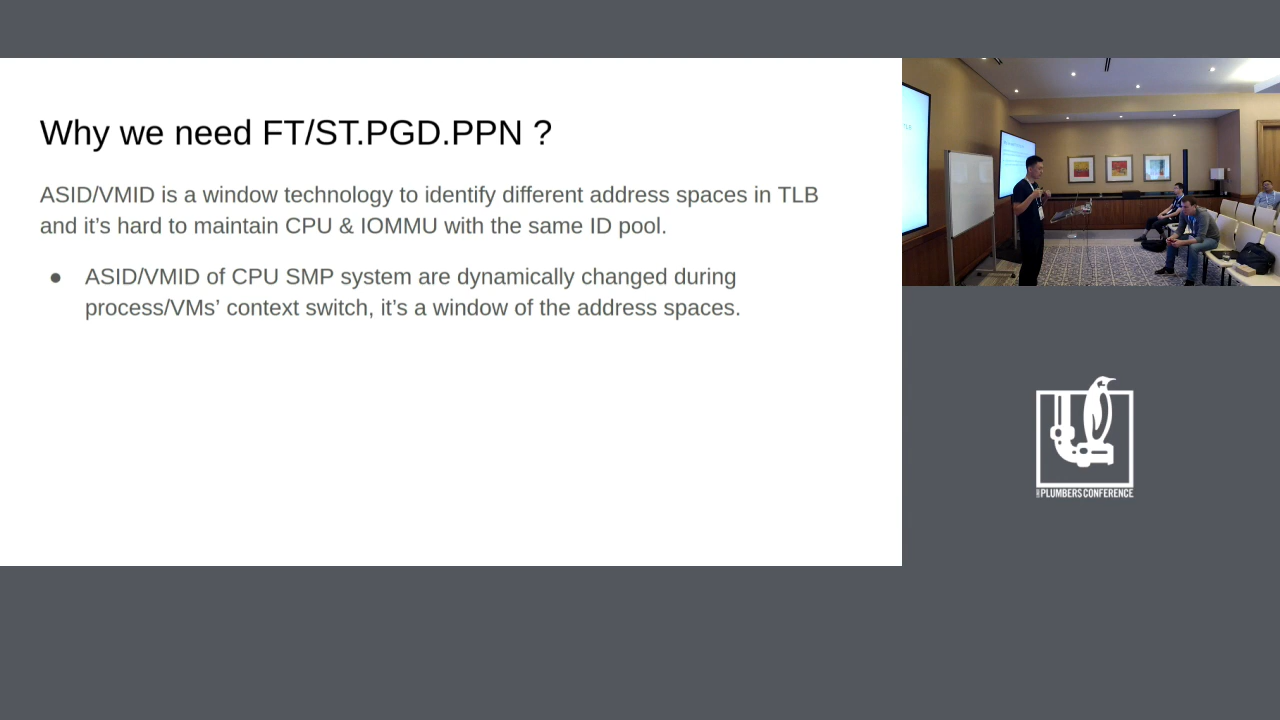 Why we need FT/ST.PGD.PPN ?
ASID/VMID is a window technology to identify different address spaces in TLB
and it’s hard to maintain CPU & IOMMU with the same ID pool.
● ASID/VMID of CPU SMP system are dynamically changed during
process/VMs’ context switch, it’s a window of the address spaces.
PLUMBERS CONFERENCE